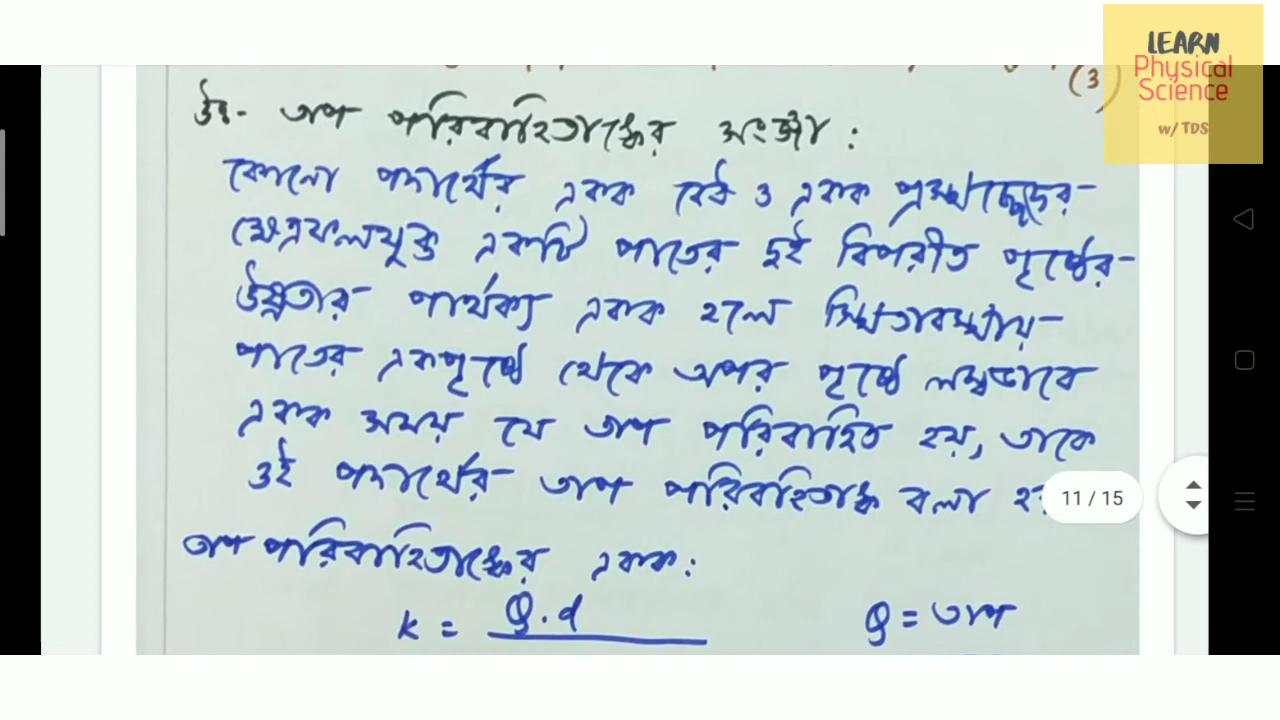 LEARN
Physical
Science
w/ TDS
(3)
উঃ- তাপ পরিবাহিতাঙ্কের সংজ্ঞা :
কোনো পদার্থের একক বেধ ও একক প্রস্থচ্ছেদের-
ক্ষেত্রফলযুক্ত একটি পাতের দুই বিপরীত পৃষ্ঠের-
উষ্ণতার পার্থক্য একক হলে স্থিতাবস্থায়-
পাতের একপৃষ্ঠে থেকে অপর পৃষ্ঠে লম্বভাবে
একক সময় যে তাপ পরিবাহিত হয়, তাকে
ওই পদার্থের তাপ পরিবাহিতাঙ্ক বলা
11 / 15
তাপ পরিবাহিতাঙ্কের একক:
k = Q.d
Q = তাপ